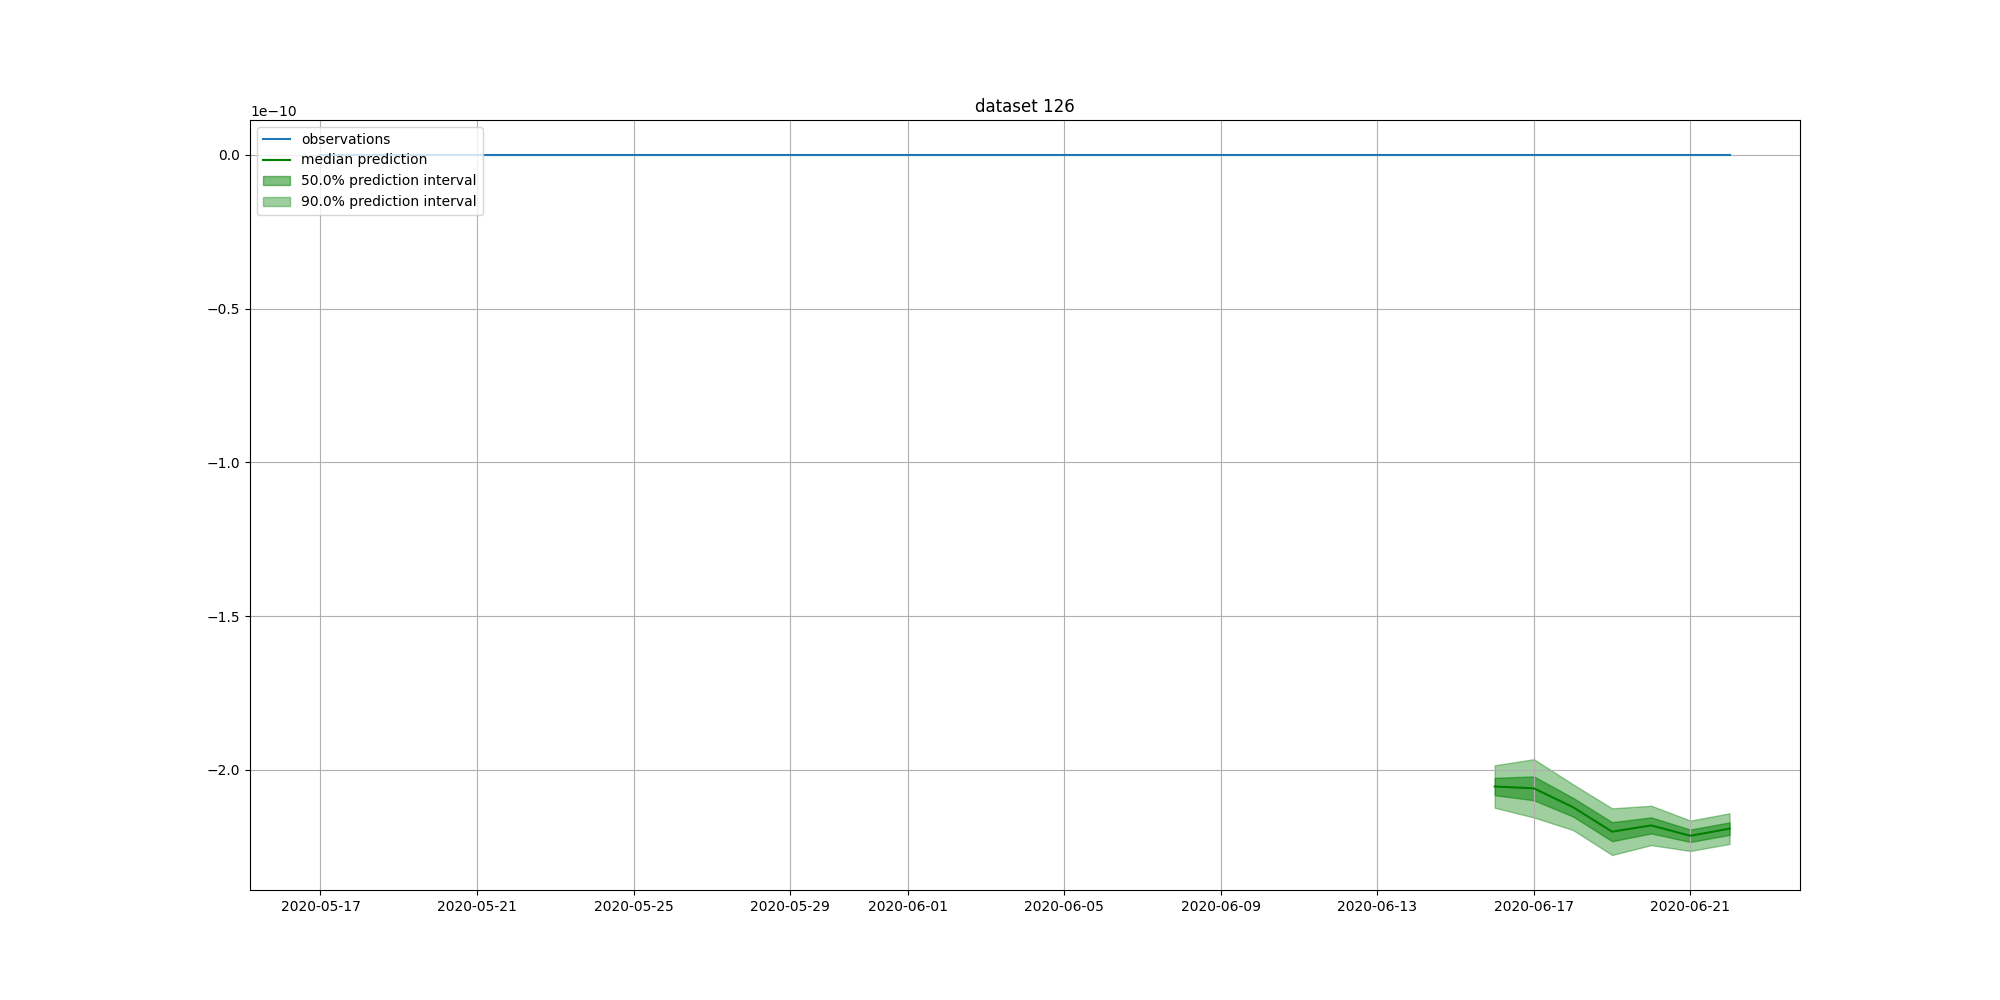 dataset 126
1e−10
observations
median prediction
50.0% prediction interval
90.0% prediction interval
0.0
−0.5
−1.0
−1.5
−2.0
2020-05-17 2020-05-21 2020-05-25 2020-05-29 2020-06-01 2020-06-05 2020-06-09 2020-06-13 2020-06-17 2020-06-21